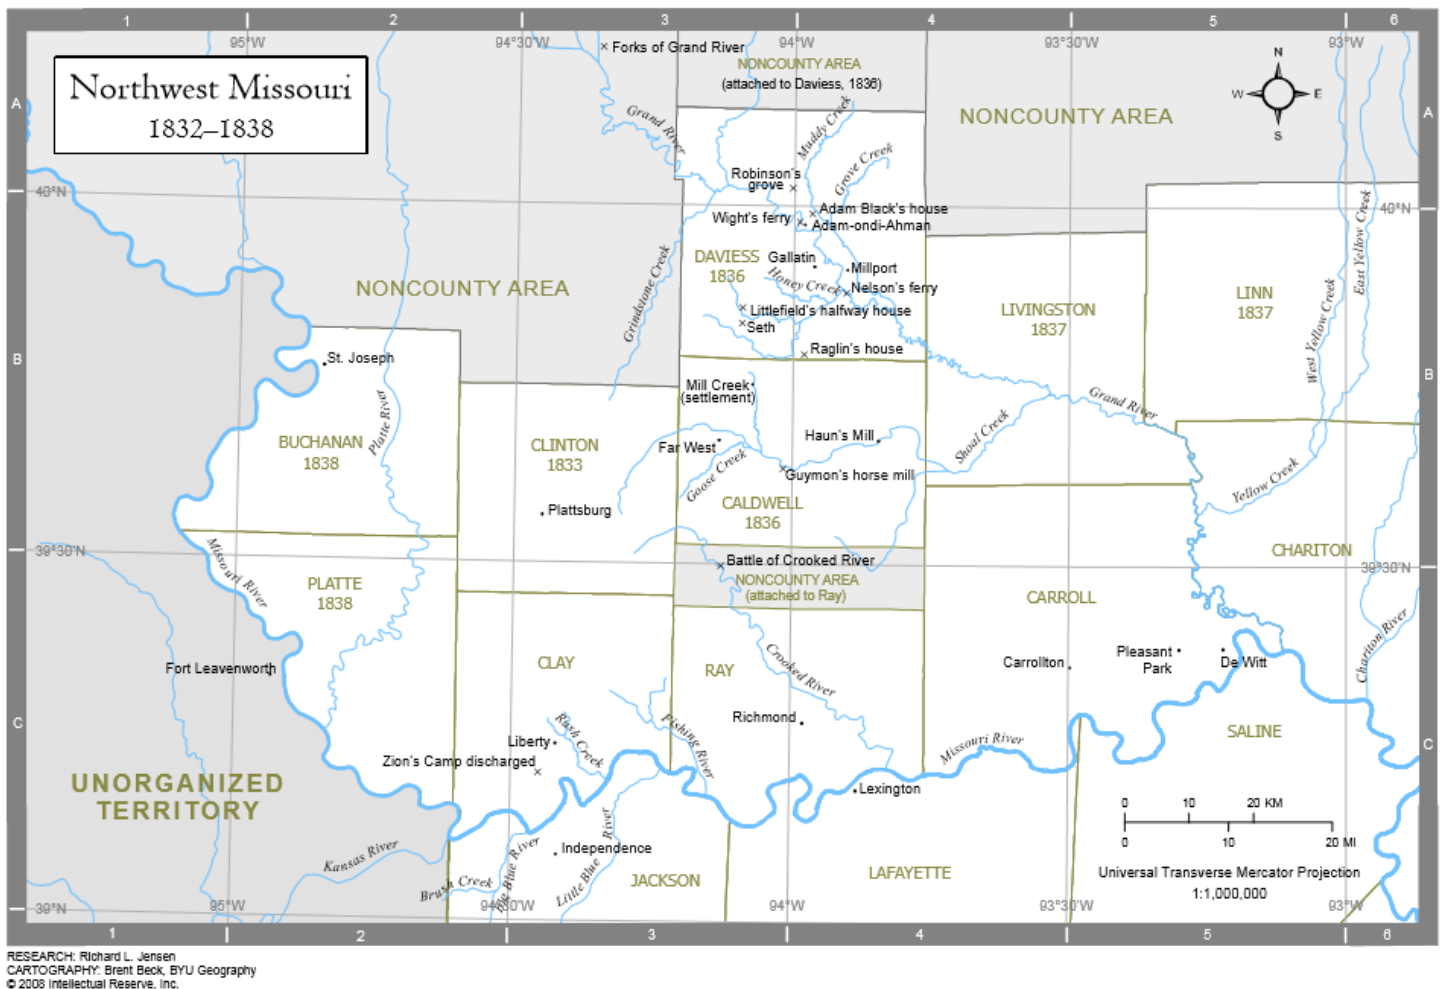 1 2 3 4 5 6
95°W 94°30'W 94°W 93°30'W 93°W
Northwest Missouri
1832–1838
Forks of Grand River
NONCOUNTY AREA
(attached to Daviess, 1836)
N
W E
S
A A
NONCOUNTY AREA
Grand River
Muddy Creek
Grove Creek
Robinson's
grove
40°N 40°N
Adam Black's house
Wight's ferry
Adam-ondi-Ahman
East Yellow Creek
DAVIESS
1836
Gallatin
Millport
Honey Creek
Nelson's ferry
NONCOUNTY AREA
Grindstone Creek
LIVINGSTON
1837
LINN
1837
West Yellow Creek
Littlefield's halfway house
Seth
Raglin's house
B B
St. Joseph
Mill Creek
(settlement)
Grand River
Platte River
BUCHANAN
1838
CLINTON
1833
Far West
Haun's Mill
Shoal Creek
Goose Creek
Guymon's horse mill
Yellow Creek
CALDWELL
1836
Plattsburg
39°30'N 39°30'N
Missouri River
CHARITON
Battle of Crooked River
NONCOUNTY AREA
(attached to Ray)
PLATTE
1838
CARROLL
Chariton River
Fort Leavenworth
CLAY
RAY
Crooked River
Carrollton
Pleasant
Park
De Witt
C C
Richmond
Rush Creek
Fishing River
Liberty
Missouri River
SALINE
Zion's Camp discharged
UNORGANIZED
TERRITORY
Lexington
0 10 20 KM
0 10 20 MI
Universal Transverse Mercator Projection
1:1,000,000
Kansas River
Independence
Brush Creek
Big Blue River
Little Blue River
JACKSON
LAFAYETTE
39°N
95°W 94°30'W 94°W 93°30'W 93°W
1 2 3 4 5 6
RESEARCH: Richard L. Jensen
CARTOGRAPHY: Brent Beck, BYU Geography
© 2008 Intellectual Reserve, Inc.